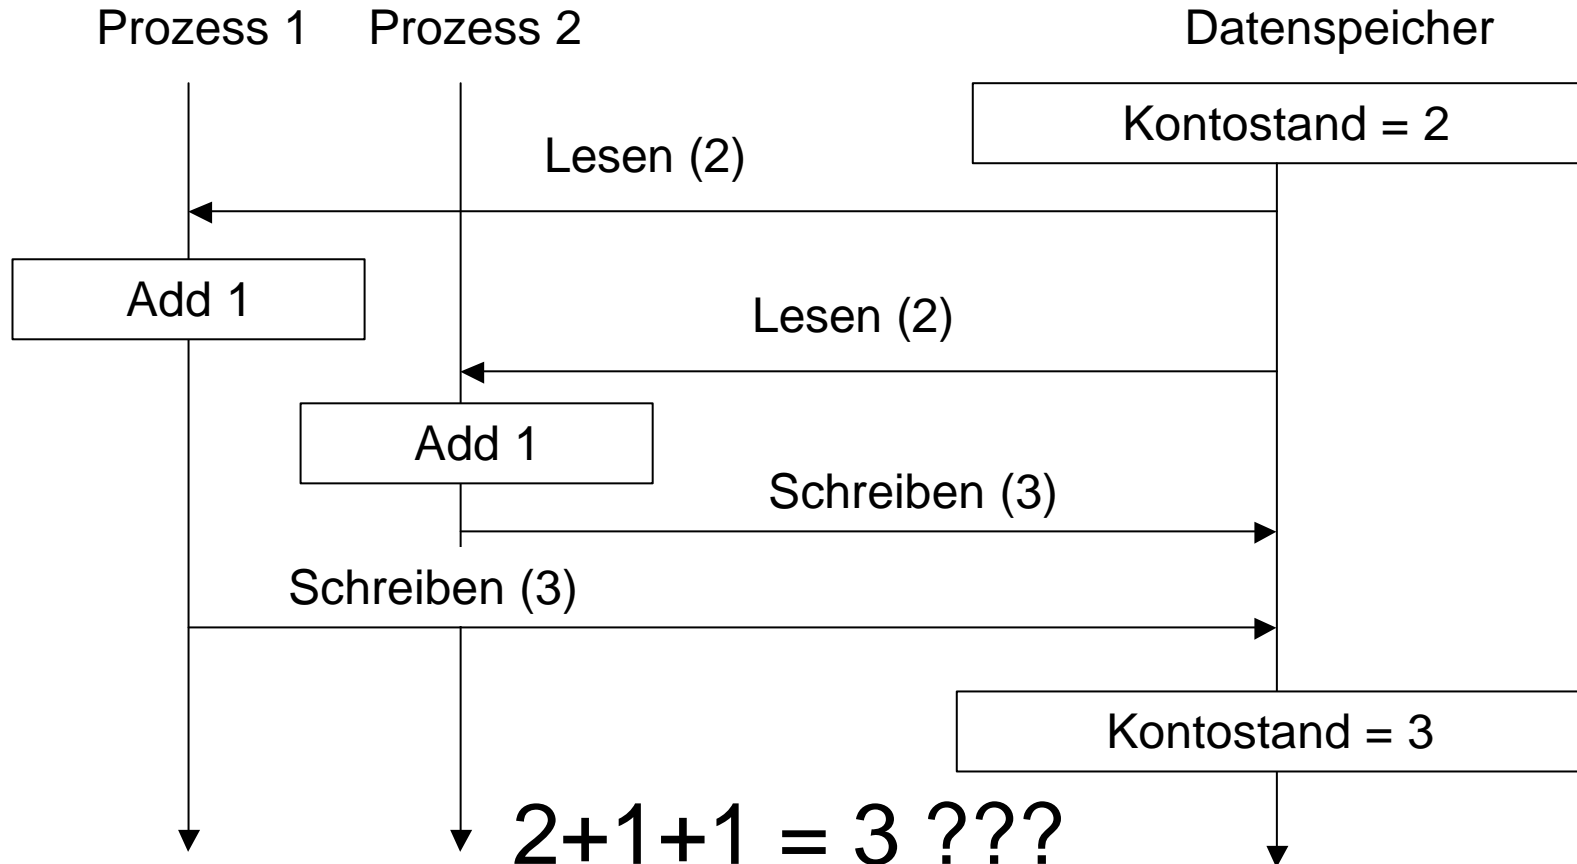 Prozess 1
Prozess 2
Datenspeicher
Kontostand = 2
Lesen (2)
Add 1
Lesen (2)
Add 1
Schreiben (3)
Schreiben (3)
Kontostand = 3
2+1+1 = 3 ???